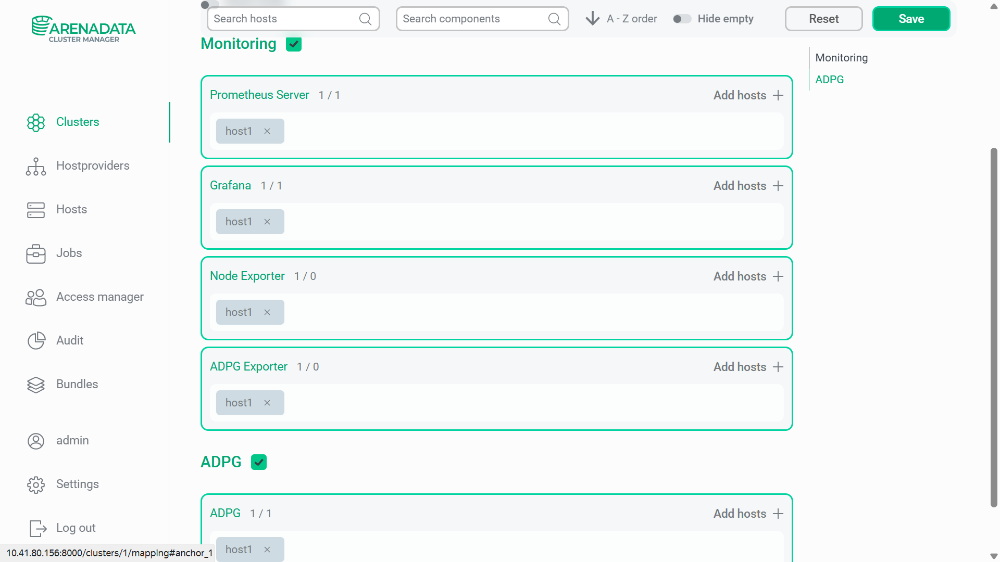 ARENADATA
CLUSTER MANAGER
Clusters
Hostproviders
Hosts
Jobs
Access manager
Audit
Bundles
admin
Settings
Log out
10.41.80.156:8000/clusters/1/mapping#anchor_1
Search hosts
Search components
A - Z order
Hide empty
Reset
Save
Monitoring
Prometheus Server 1 / 1
Add hosts
host1
Grafana 1 / 1
Add hosts
host1
Node Exporter 1 / 0
Add hosts
host1
ADPG Exporter 1 / 0
Add hosts
host1
ADPG
ADPG 1 / 1
Add hosts
host1
Monitoring
ADPG